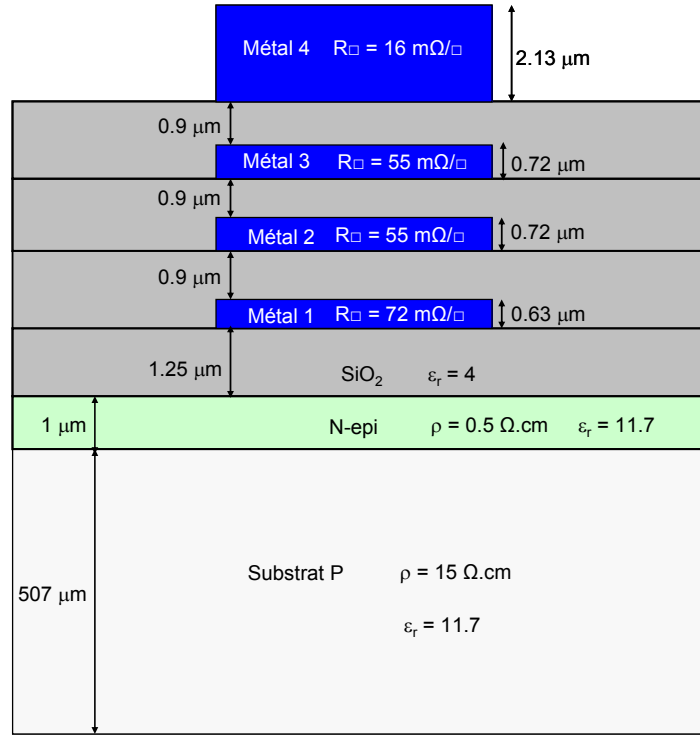 Métal 4 R□ = 16 mΩ/□
2.13 μm
0.9 μm
Métal 3 R□ = 55 mΩ/□
0.72 μm
0.9 μm
Métal 2 R□ = 55 mΩ/□
0.72 μm
0.9 μm
Métal 1 R□ = 72 mΩ/□
0.63 μm
1.25 μm
SiO₂ εr = 4
1 μm
N-epi ρ = 0.5 Ω.cm εr = 11.7
Substrat P ρ = 15 Ω.cm
507 μm
εr = 11.7